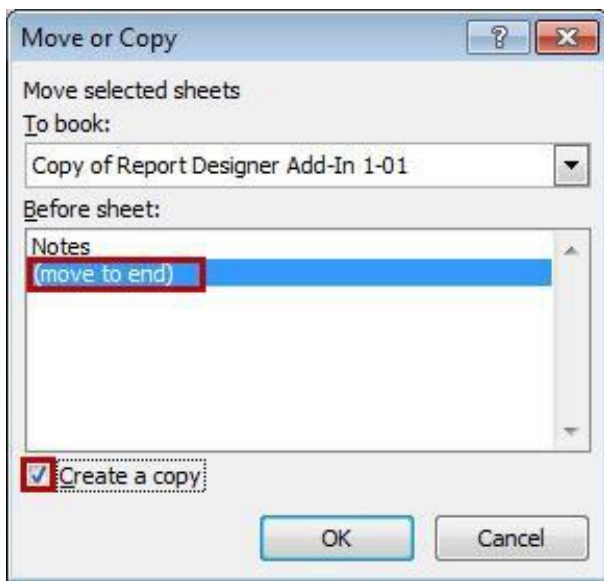 Move or Copy
Move selected sheets
To book:
Copy of Report Designer Add-In 1-01
Before sheet:
Notes
(move to end)
Create a copy
OK Cancel